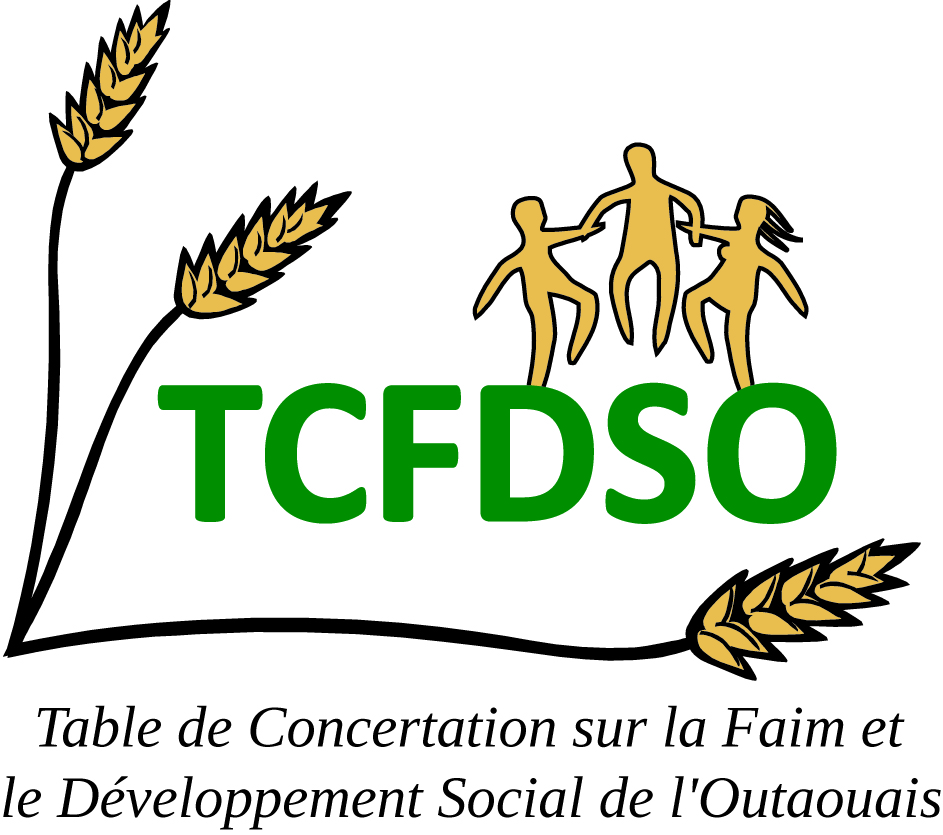 TCFDSO
Table de Concertation sur la Faim et
le Développement Social de l'Outaouais